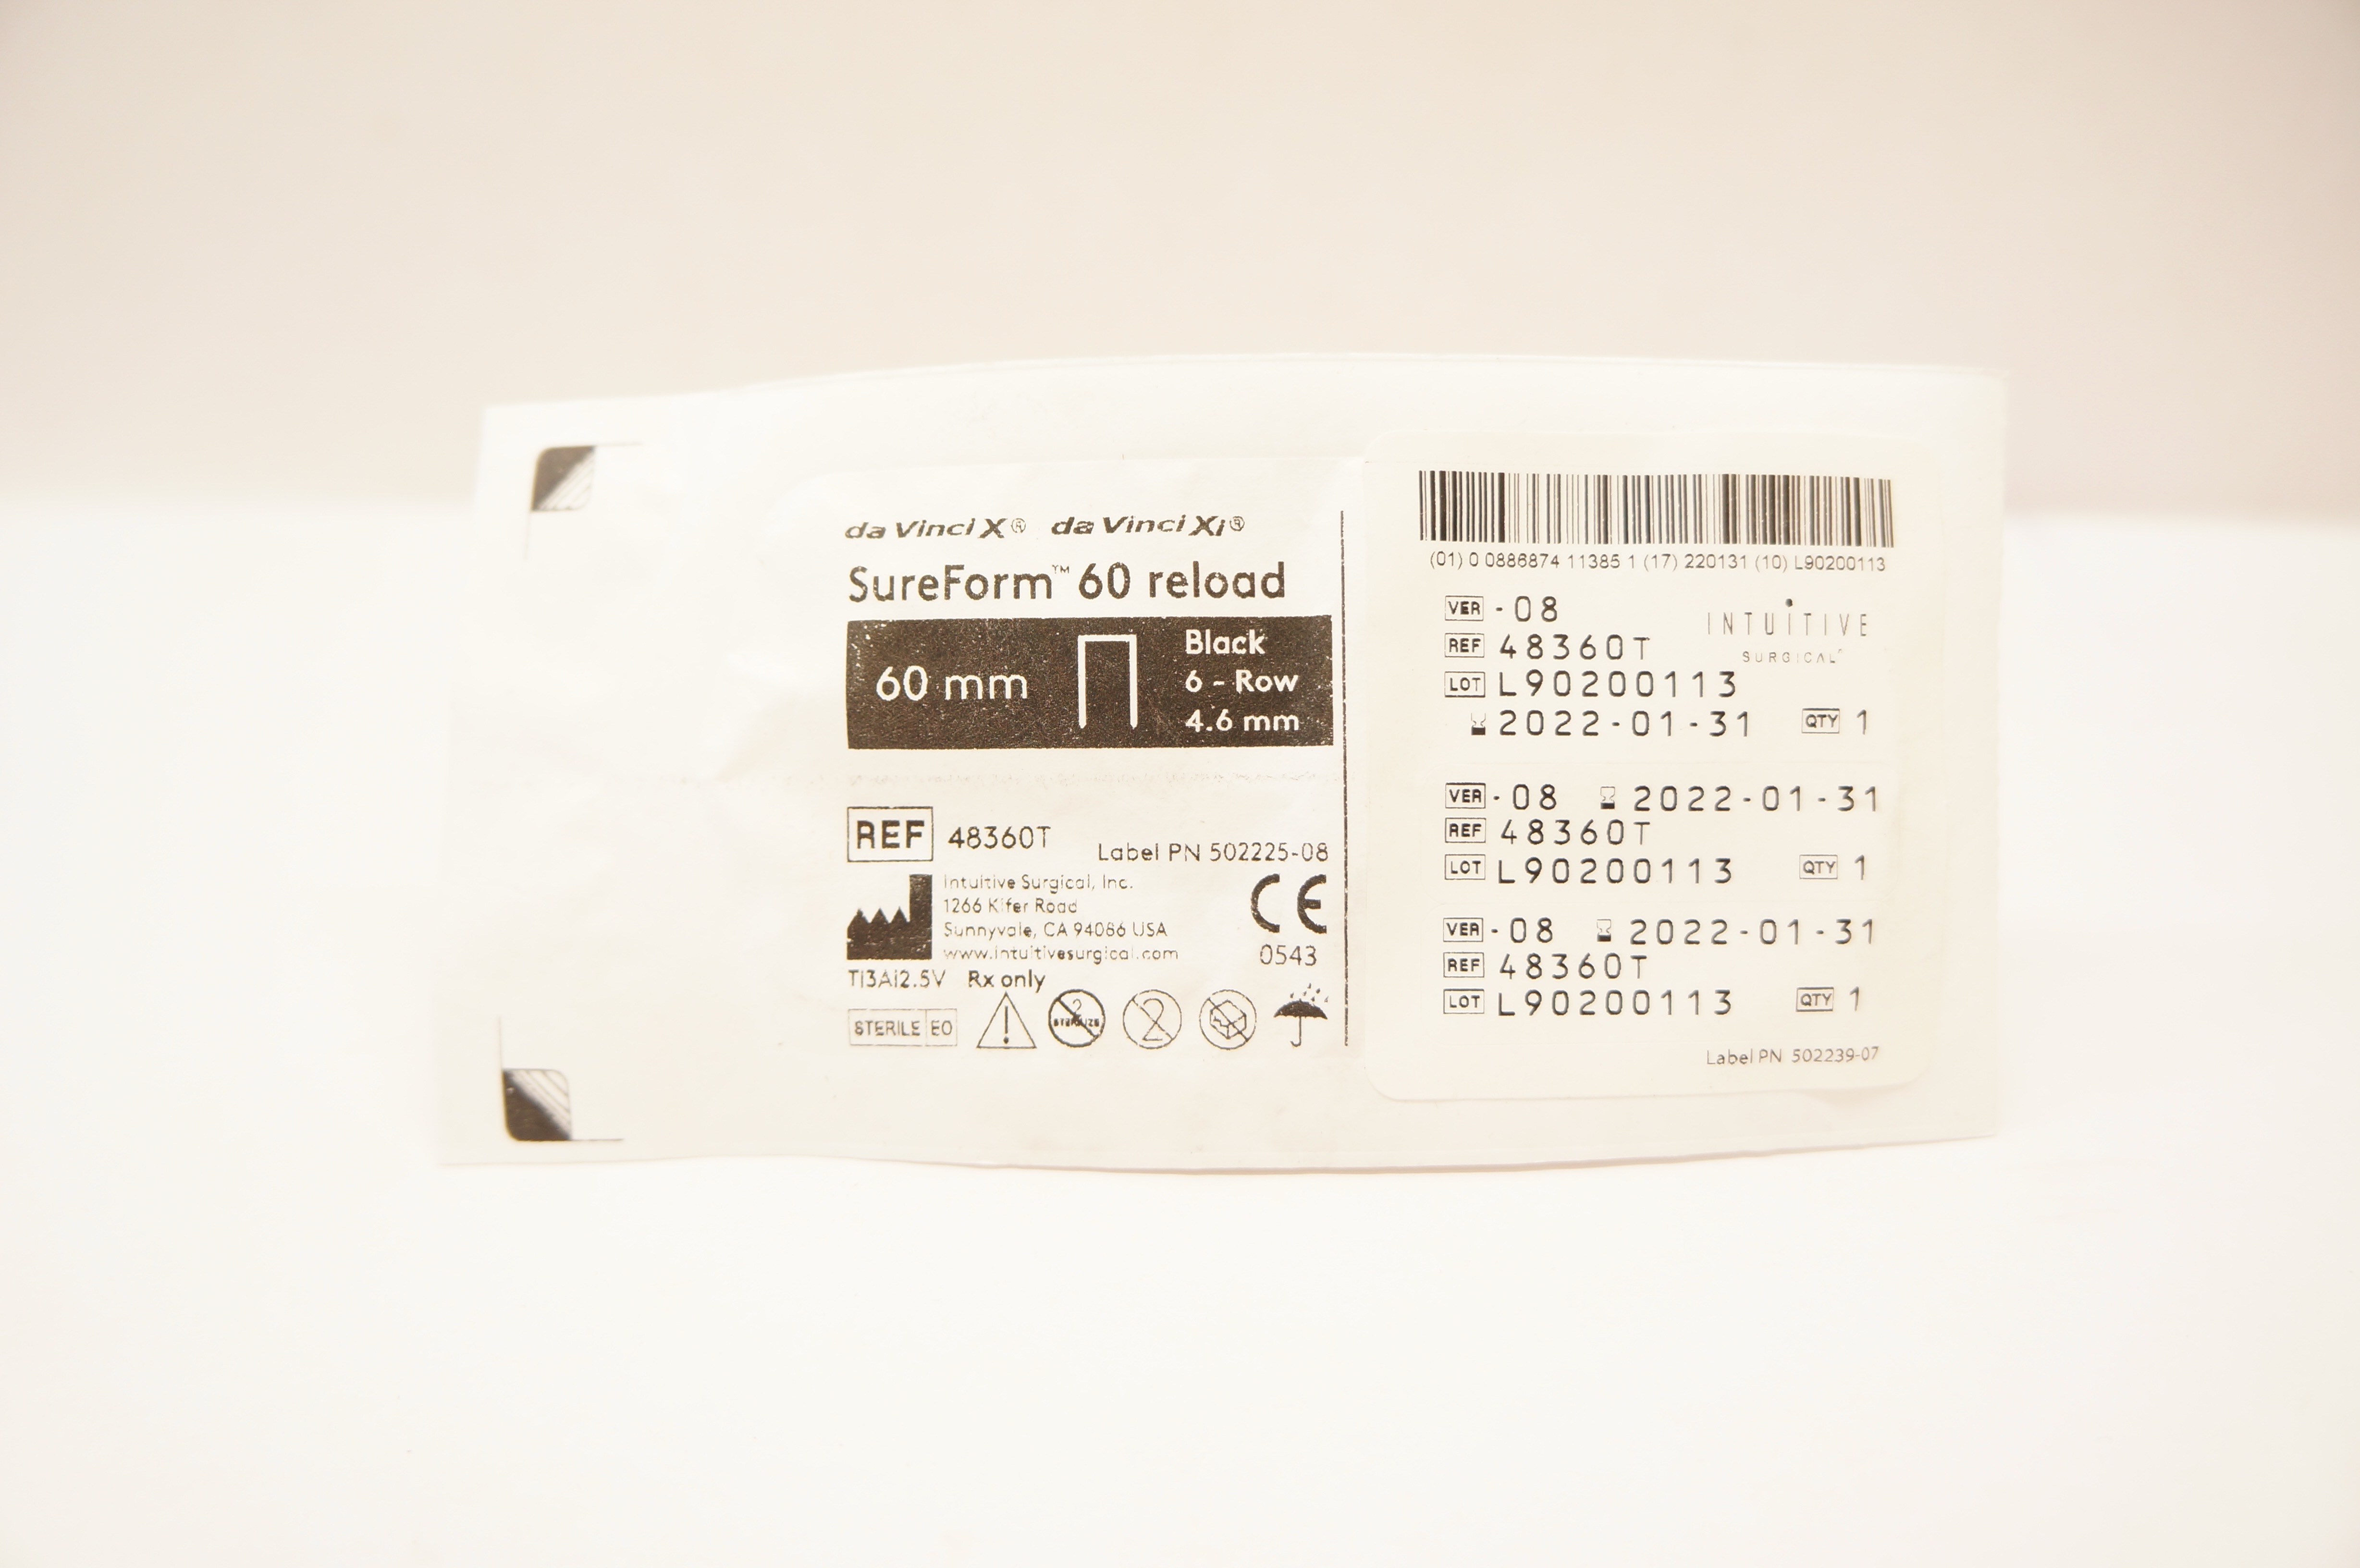 da Vinci X® da Vinci Xi®
SureForm™ 60 reload
60 mm
Black
6 - Row
4.6 mm
REF 48360T
Label PN 502225-08
Intuitive Surgical, Inc.
1266 Kifer Road
Sunnyvale, CA 94086 USA
www.intuitivesurgical.com
CE
0543
Ti3Al2.5V Rx only
STERILE EO
2
STERILIZE
2
(01) 0 0886874 11385 1 (17) 220131 (10) L90200113
VER -08
INTUITIVE
SURGICAL®
REF 48360T
LOT L90200113
2022-01-31 QTY 1
VER -08 2022-01-31
REF 48360T
LOT L90200113 QTY 1
VER -08 2022-01-31
REF 48360T
LOT L90200113 QTY 1
Label PN 502239-07